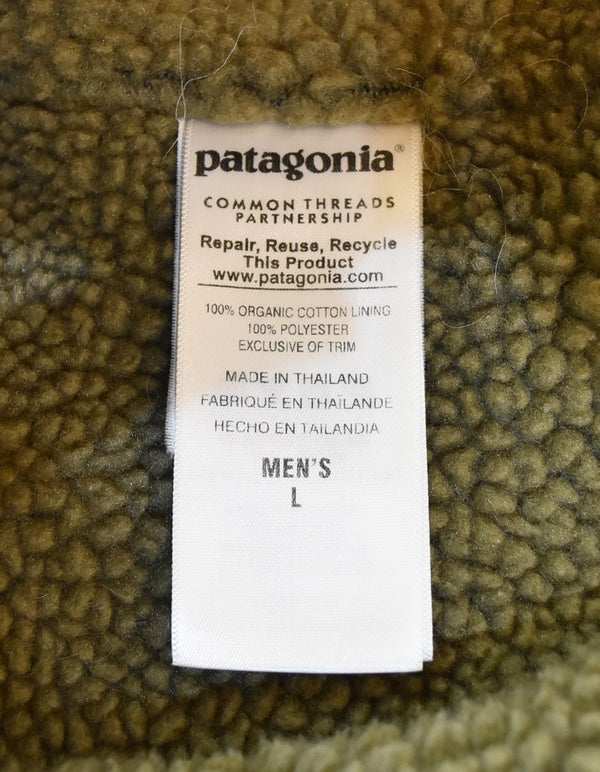 patagonia®
COMMON THREADS
PARTNERSHIP
Repair, Reuse, Recycle
This Product
www.patagonia.com
100% ORGANIC COTTON LINING
100% POLYESTER
EXCLUSIVE OF TRIM
MADE IN THAILAND
FABRIQUÉ EN THAÏLANDE
HECHO EN TAILANDIA
MEN'S
L